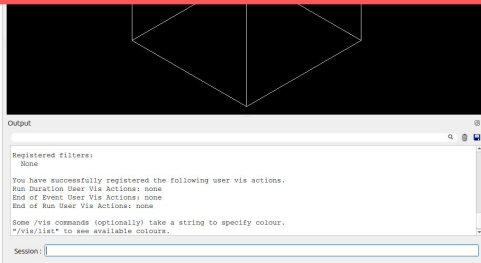 Output
Registered filters:
None
You have successfully registered the following user vis actions.
Run Duration User Vis Actions: none
End of Event User Vis Actions: none
End of Run User Vis Actions: none
Some /vis commands (optionally) take a string to specify colour.
"/vis/list" to see available colours.
Session :